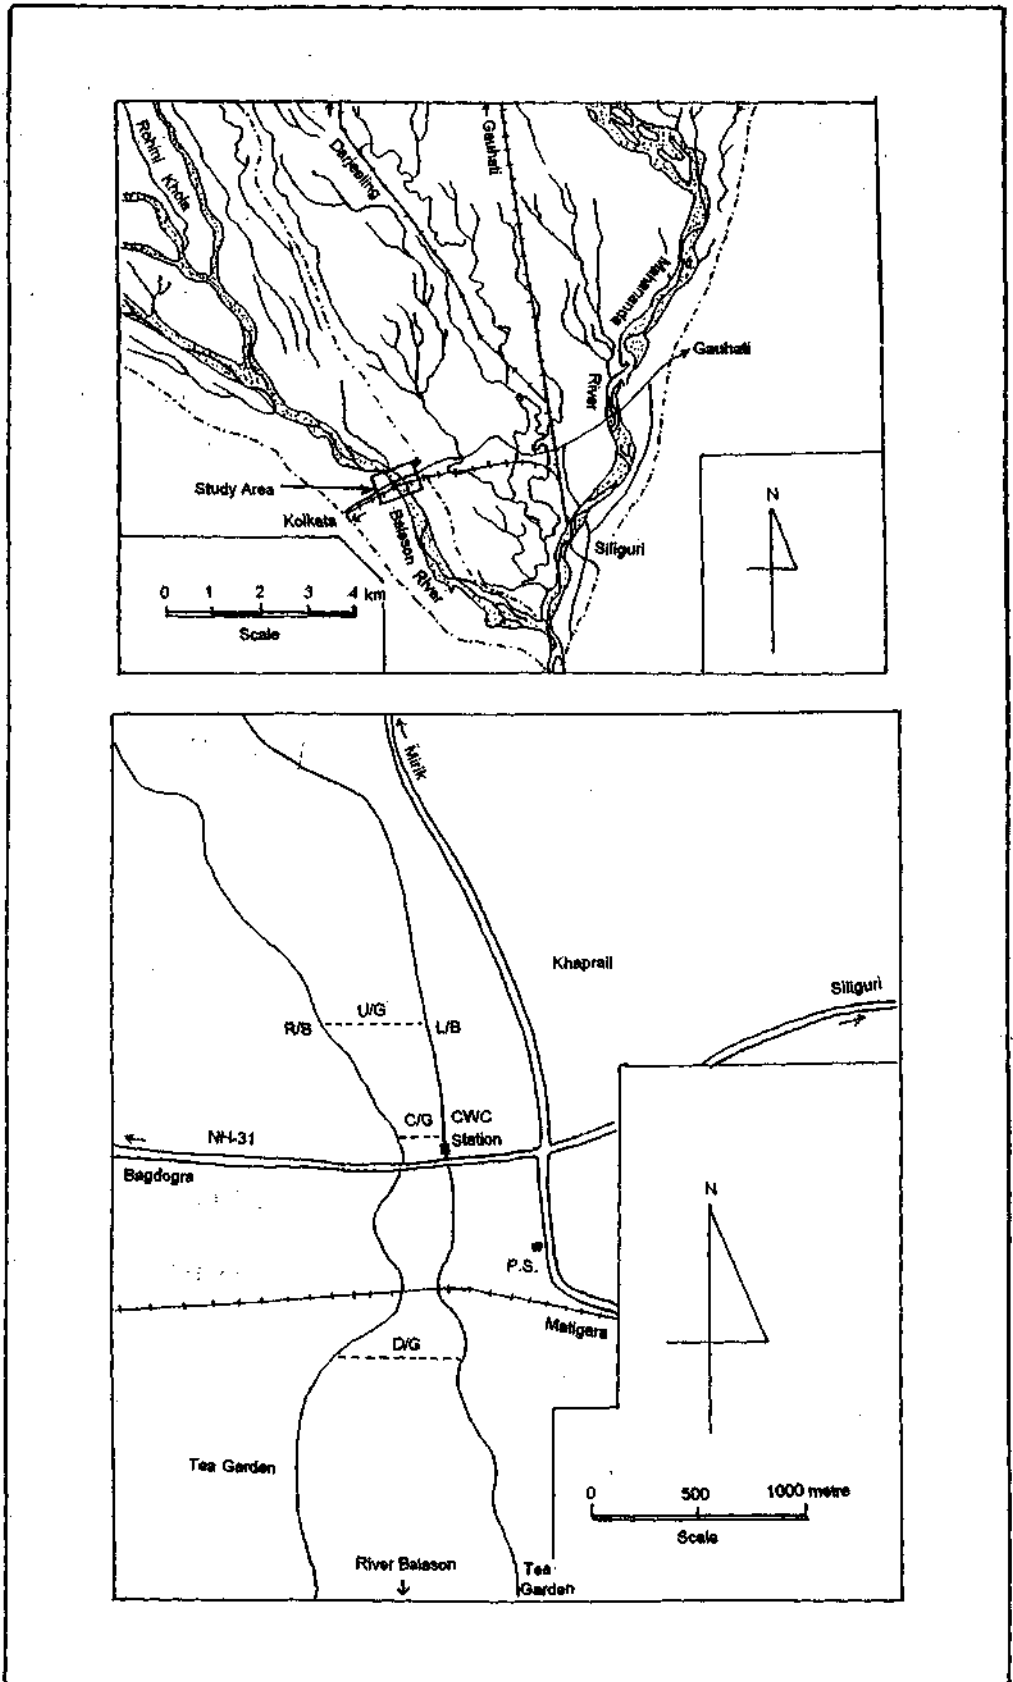 Rohini Khola
Darjeeling
Gauhati
Mahananda
River
Gauhati
Study Area
Kolkata
Balason River
Siliguri
N
0 1 2 3 4 km
Scale
Mirik
Khaprail
Siliguri
U/G
R/B
L/B
C/G
CWC
Station
NH-31
Bagdogra
N
P.S.
Matigara
D/G
Tea Garden
0 500 1000 metre
Scale
River Balason
Tea
Garden